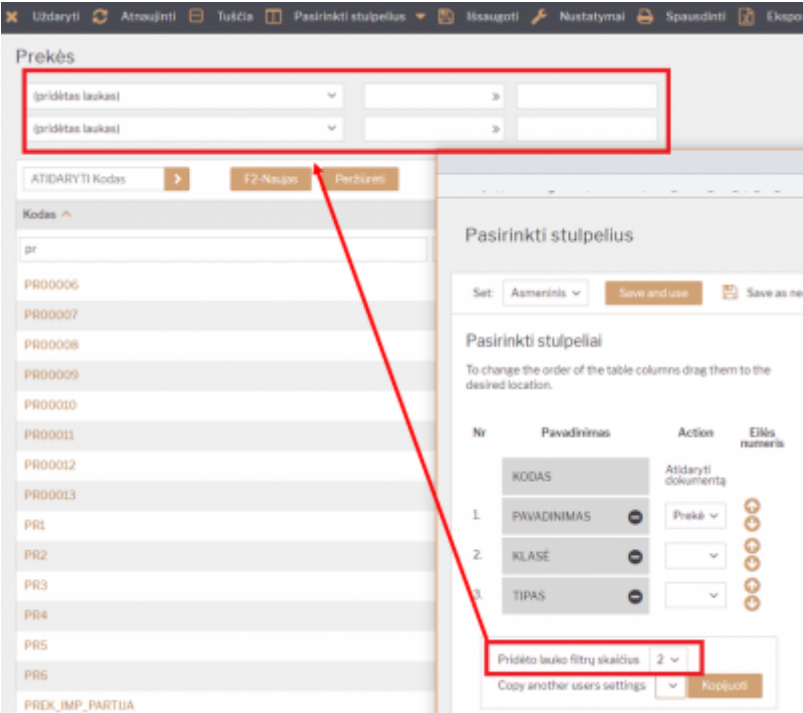 Uždaryti Atnaujinti Tuščia Pasirinkti stulpelius Išsaugoti Nustatymai Spausdinti Ekspo
Prekės
(pridėtas laukas) »
(pridėtas laukas) »
ATIDARYTI Kodas F2-Naujas Peržiūrėti
Kodas
pr
PR00006
PR00007
PR00008
PR00009
PR00010
PR00011
PR00012
PR00013
PR1
PR2
PR3
PR4
PR5
PR6
PREK_IMP_PARTIJA
Pasirinkti stulpelius
Set: Asmeninis Save and use Save as ne
Pasirinkti stulpeliai
To change the order of the table columns drag them to the
desired location.
Nr Pavadinimas Action Eilės
numeris
KODAS Atidaryti
dokumentą
1. PAVADINIMAS Prekė
2. KLASĖ
3. TIPAS
Pridėto lauko filtrų skaičius 2
Copy another users settings Kopijuoti